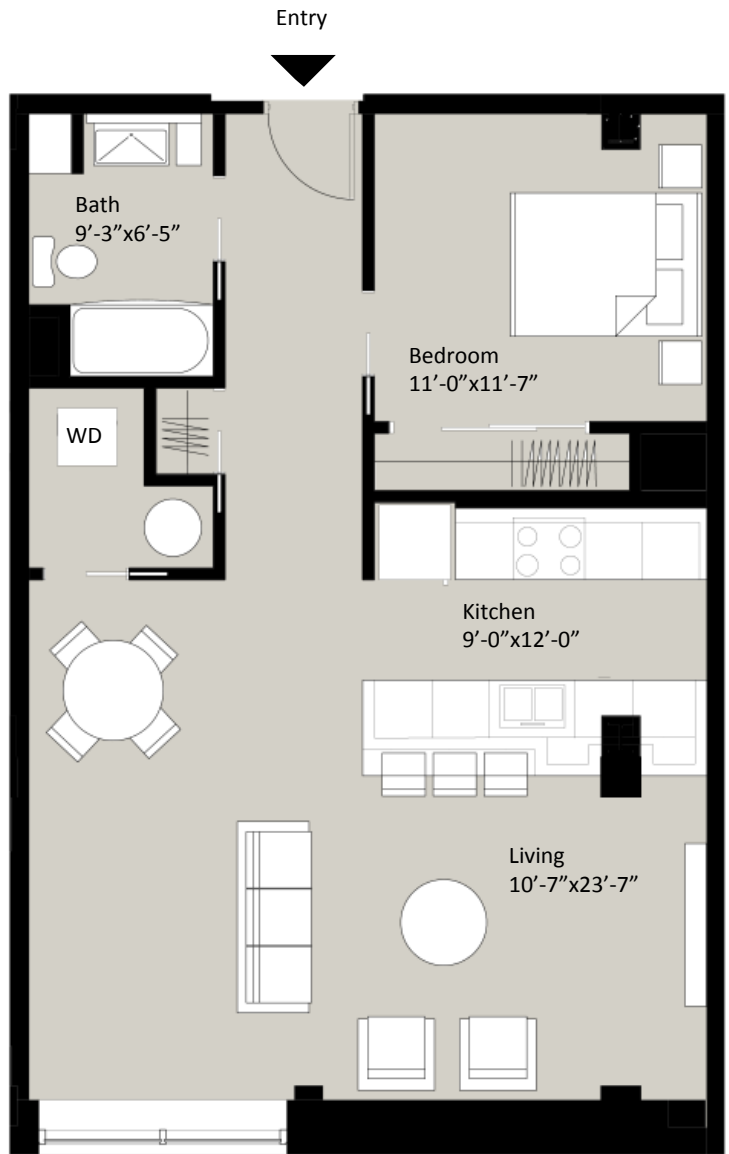 Entry
Bath
9’-3”x6’-5”
Bedroom
11’-0”x11’-7”
WD
Kitchen
9’-0”x12’-0”
Living
10’-7”x23’-7”